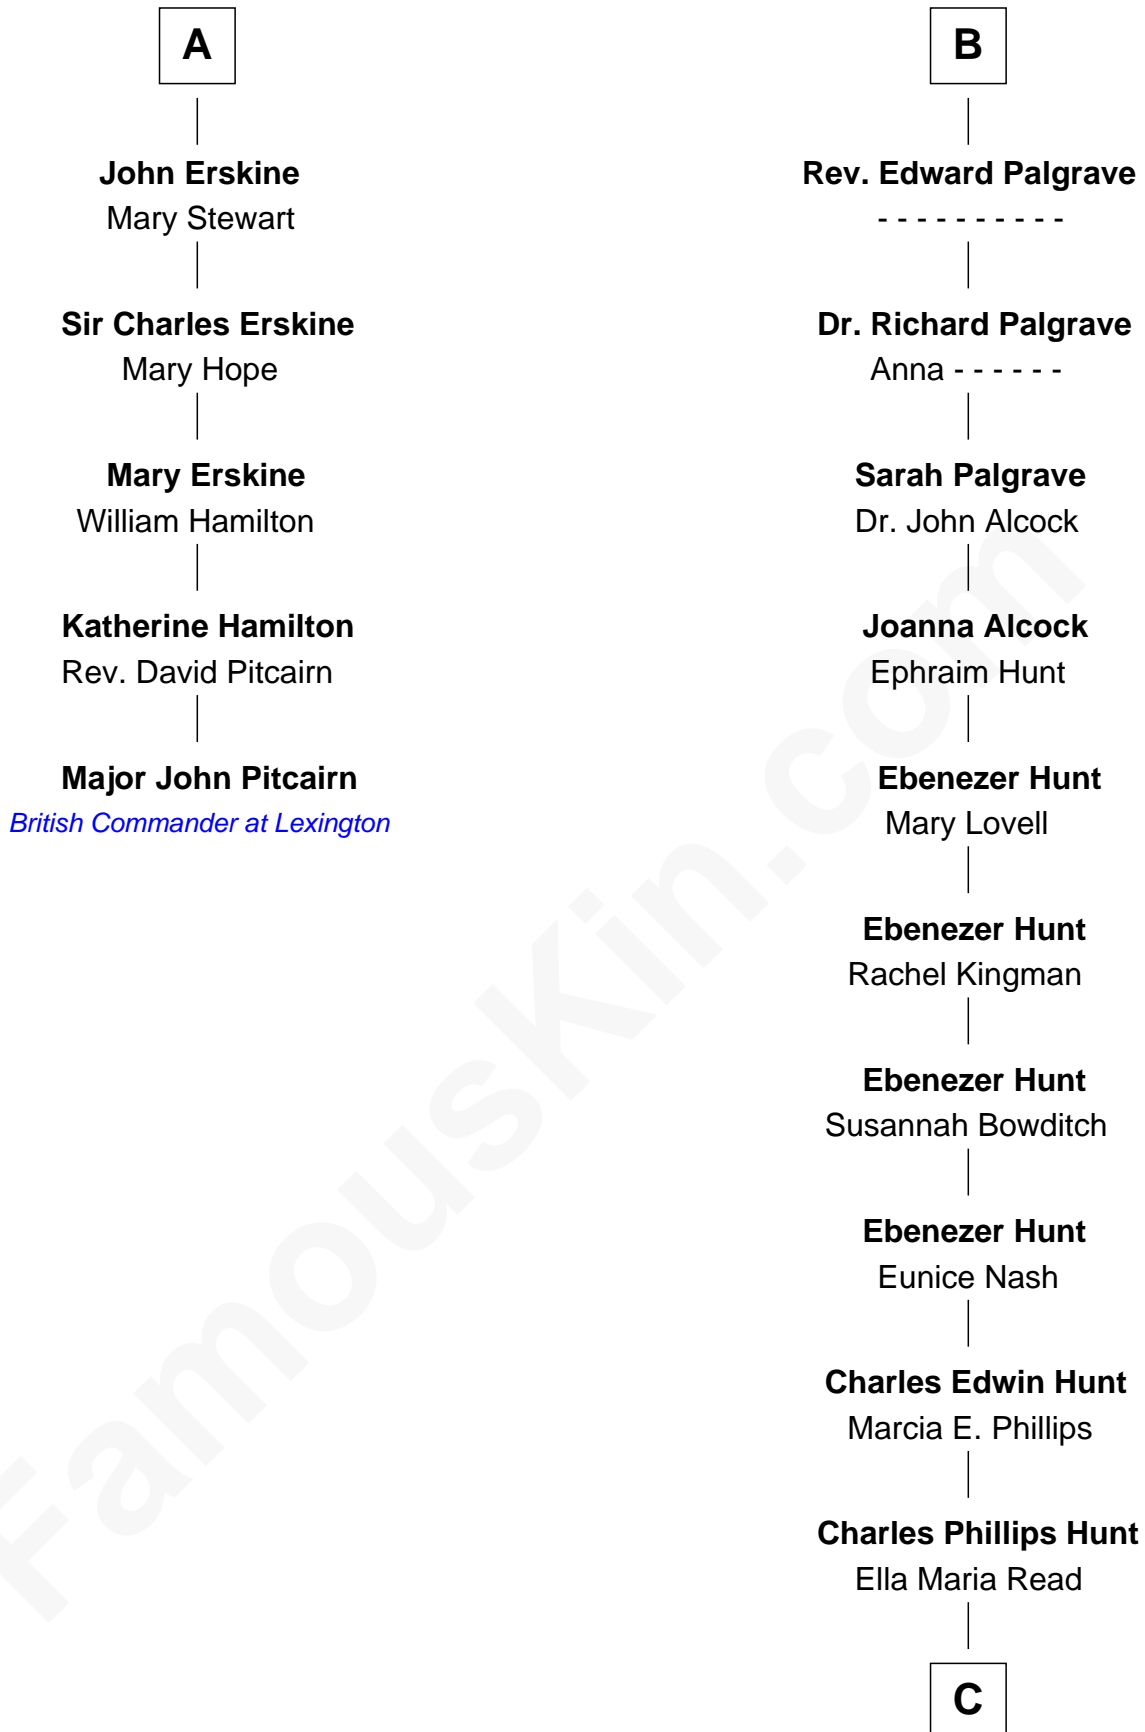 A
John Erskine
Mary Stewart
Sir Charles Erskine
Mary Hope
Mary Erskine
William Hamilton
Katherine Hamilton
Rev. David Pitcairn
Major John Pitcairn
British Commander at Lexington
B
Rev. Edward Palgrave
- - - - - - - - - -
Dr. Richard Palgrave
Anna - - - - - -
Sarah Palgrave
Dr. John Alcock
Joanna Alcock
Ephraim Hunt
Ebenezer Hunt
Mary Lovell
Ebenezer Hunt
Rachel Kingman
Ebenezer Hunt
Susannah Bowditch
Ebenezer Hunt
Eunice Nash
Charles Edwin Hunt
Marcia E. Phillips
Charles Phillips Hunt
Ella Maria Read
C
FamousKin.com